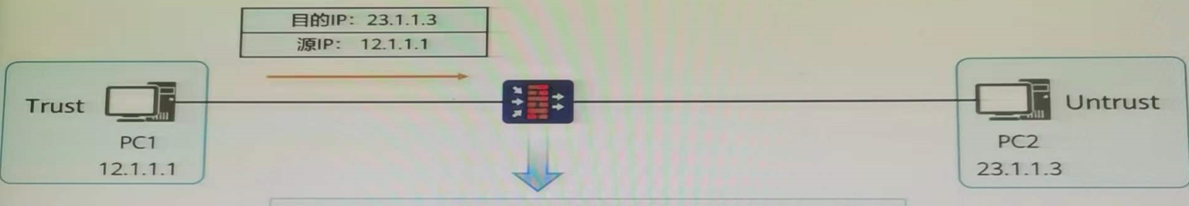 目的IP: 23.1.1.3
源IP: 12.1.1.1
Trust
PC1
12.1.1.1
Untrust
PC2
23.1.1.3